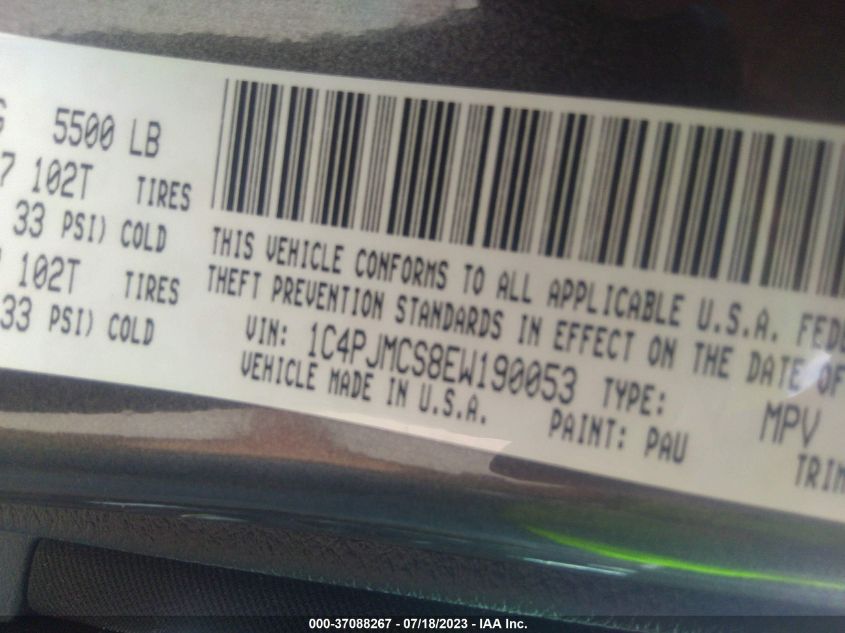 5500 LB
102T TIRES
33 PSI) COLD
102T TIRES
33 PSI) COLD
THIS VEHICLE CONFORMS TO ALL APPLICABLE U.S.A.
THEFT PREVENTION STANDARDS IN EFFECT ON THE DATE OF
VIN: 1C4PJMCS8EW190053 TYPE: MPV
VEHICLE MADE IN U.S.A. PAINT: PAU
000-37088267 - 07/18/2023 - IAA Inc.